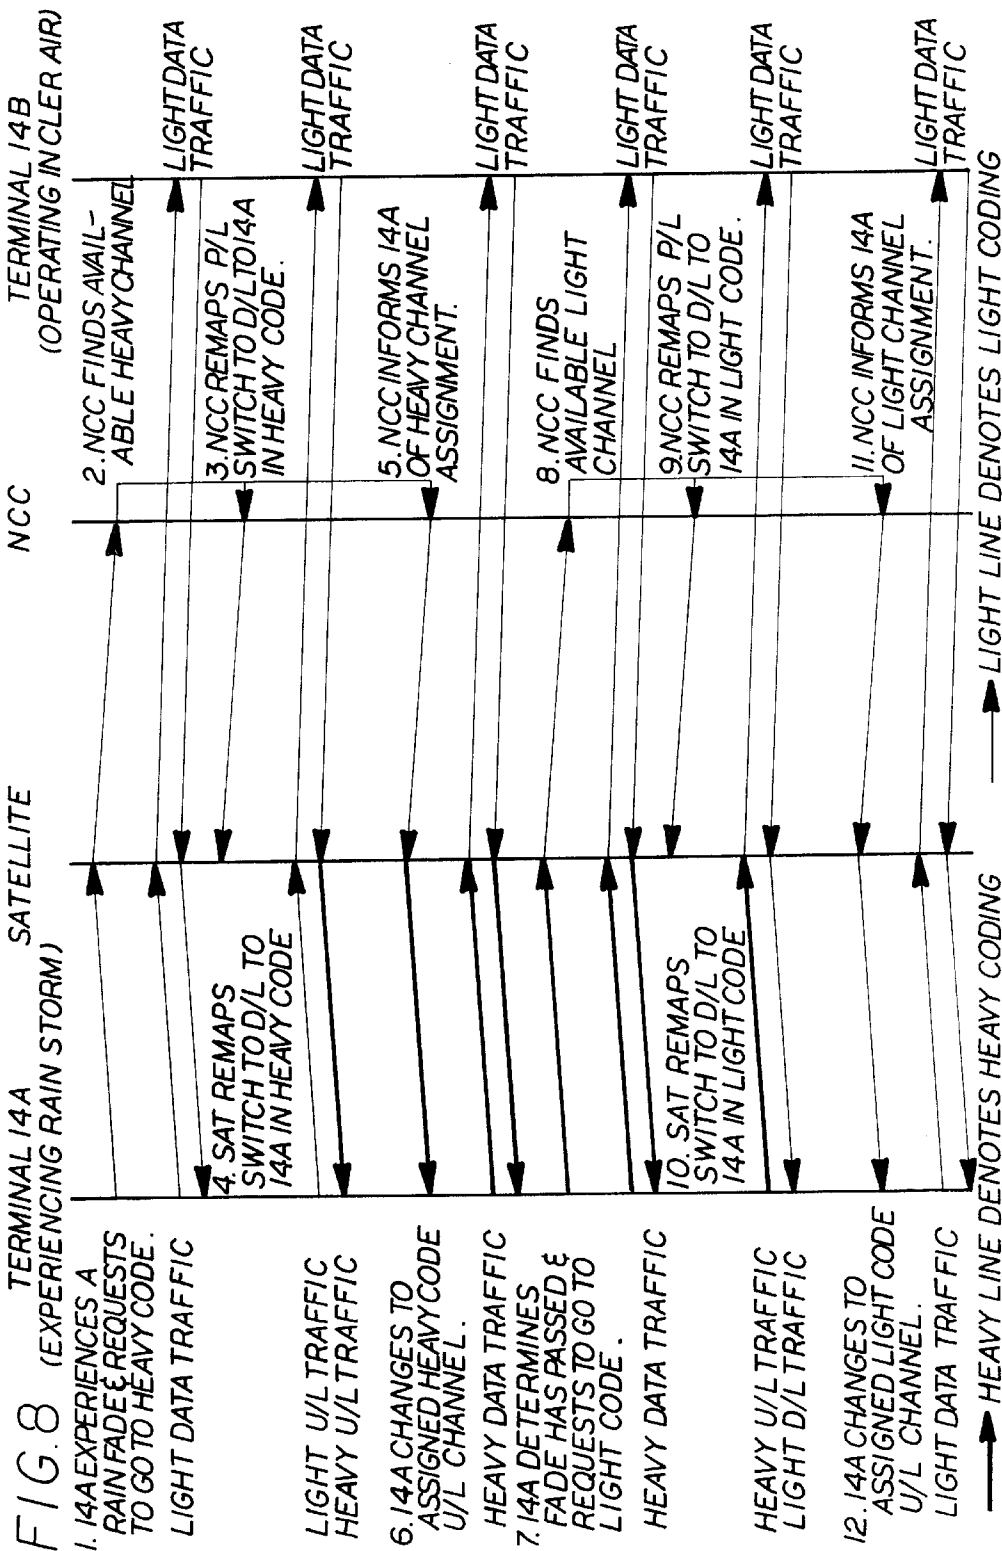 FIG.8
TERMINAL 14A
(EXPERIENCING RAIN STORM)
SATELLITE
NCC
TERMINAL 14B
(OPERATING IN CLER AIR)
1. 14A EXPERIENCES A
RAIN FADE & REQUESTS
TO GO TO HEAVY CODE.
LIGHT DATA TRAFFIC
2. NCC FINDS AVAIL-
ABLE HEAVY CHANNEL
LIGHT DATA
TRAFFIC
3. NCC REMAPS P/L
SWITCH TO D/L TO 14A
IN HEAVY CODE.
4. SAT REMAPS
SWITCH TO D/L TO
14A IN HEAVY CODE
LIGHT U/L TRAFFIC
HEAVY U/L TRAFFIC
LIGHT DATA
TRAFFIC
5. NCC INFORMS 14A
OF HEAVY CHANNEL
ASSIGNMENT.
6. 14A CHANGES TO
ASSIGNED HEAVY CODE
U/L CHANNEL.
HEAVY DATA TRAFFIC
LIGHT DATA
TRAFFIC
7. 14A DETERMINES
FADE HAS PASSED &
REQUESTS TO GO TO
LIGHT CODE.
8. NCC FINDS
AVAILABLE LIGHT
CHANNEL
HEAVY DATA TRAFFIC
LIGHT DATA
TRAFFIC
9. NCC REMAPS P/L
SWITCH TO D/L TO
14A IN LIGHT CODE.
10. SAT REMAPS
SWITCH TO D/L TO
14A IN LIGHT CODE
HEAVY U/L TRAFFIC
LIGHT D/L TRAFFIC
LIGHT DATA
TRAFFIC
11. NCC INFORMS 14A
OF LIGHT CHANNEL
ASSIGNMENT.
12. 14A CHANGES TO
ASSIGNED LIGHT CODE
U/L CHANNEL.
LIGHT DATA TRAFFIC
LIGHT DATA
TRAFFIC
HEAVY LINE DENOTES HEAVY CODING
LIGHT LINE DENOTES LIGHT CODING